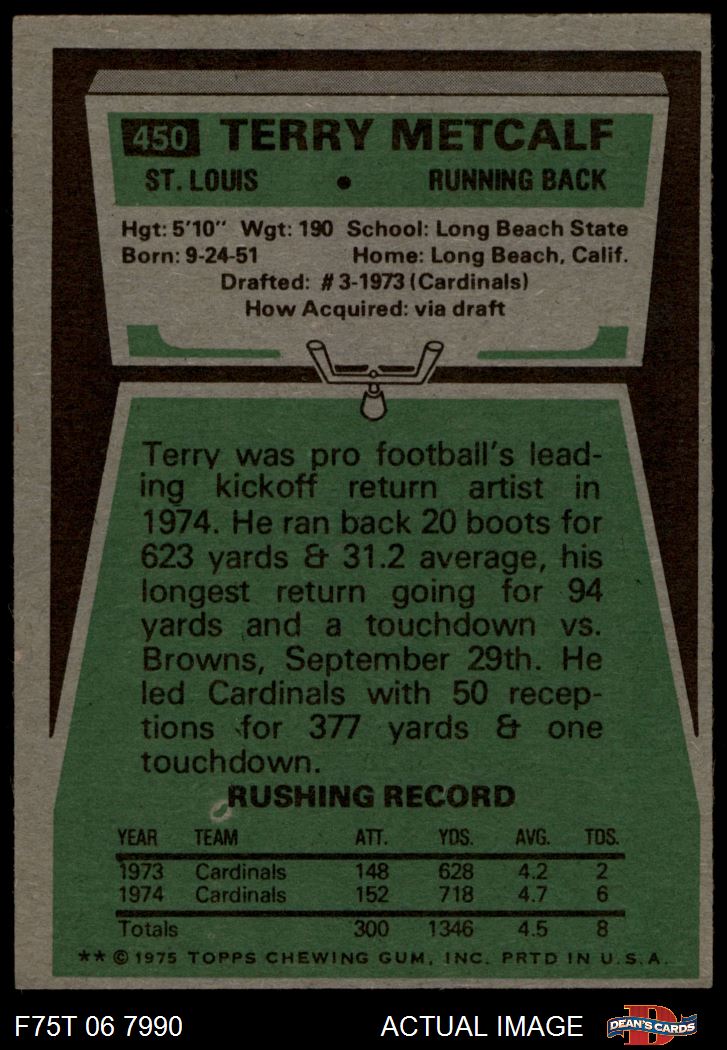 450 TERRY METCALF
ST. LOUIS • RUNNING BACK
Hgt: 5'10" Wgt: 190 School: Long Beach State
Born: 9-24-51 Home: Long Beach, Calif.
Drafted: #3-1973 (Cardinals)
How Acquired: via draft
Terry was pro football's lead-
ing kickoff return artist in
1974. He ran back 20 boots for
623 yards & 31.2 average, his
longest return going for 94
yards and a touchdown vs.
Browns, September 29th. He
led Cardinals with 50 recep-
tions for 377 yards & one
touchdown.
RUSHING RECORD
YEAR TEAM ATT. YDS. AVG. TDS.
1973 Cardinals 148 628 4.2 2
1974 Cardinals 152 718 4.7 6
Totals 300 1346 4.5 8
** © 1975 TOPPS CHEWING GUM, INC. PRTD IN U.S.A.
F75T 06 7990 ACTUAL IMAGE D DEAN'S CARDS